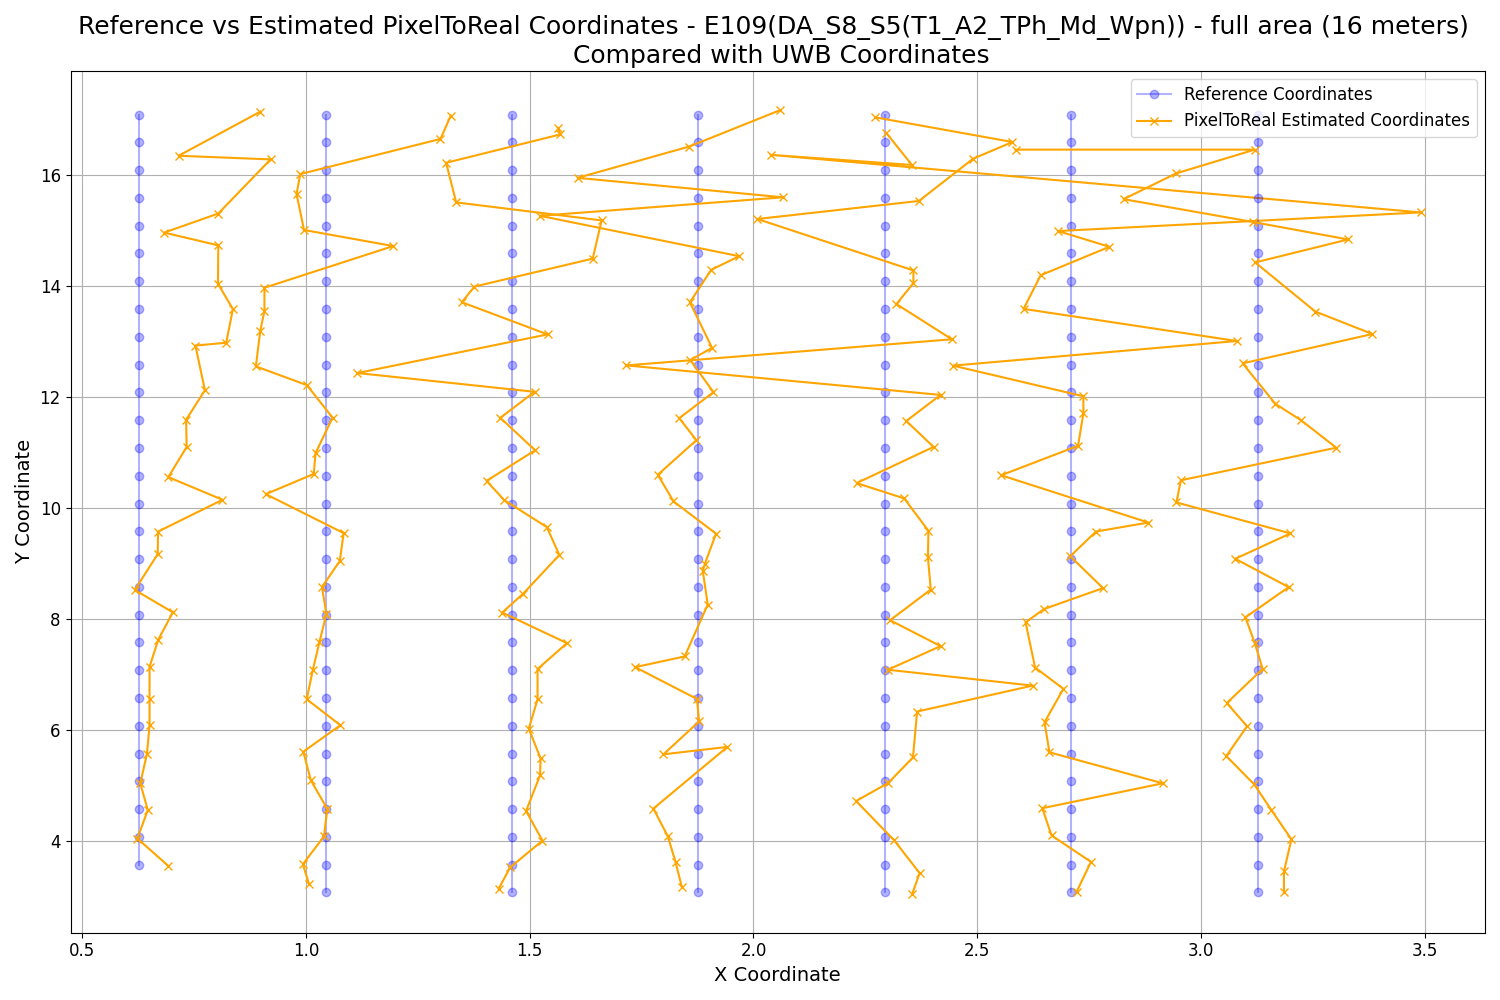 Reference vs Estimated PixelToReal Coordinates - E109(DA_S8_S5(T1_A2_TPh_Md_Wpn)) - full area (16 meters)
Compared with UWB Coordinates
Reference Coordinates
PixelToReal Estimated Coordinates
Y Coordinate
16
14
12
10
8
6
4
0.5 1.0 1.5 2.0 2.5 3.0 3.5
X Coordinate